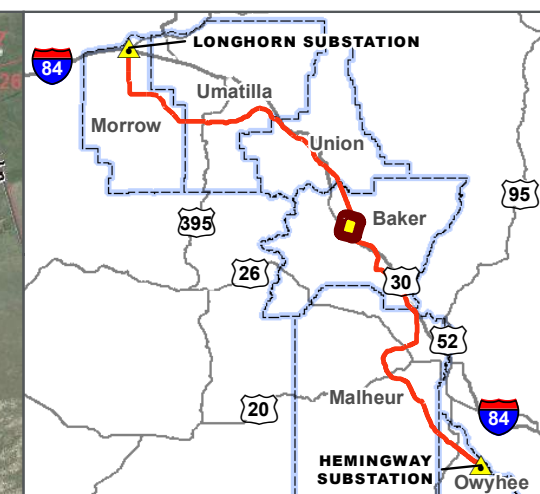 LONGHORN SUBSTATION
84
Umatilla
Morrow
Union
95
Baker
395
26
30
52
Malheur
20
84
HEMINGWAY
SUBSTATION
Owyhee